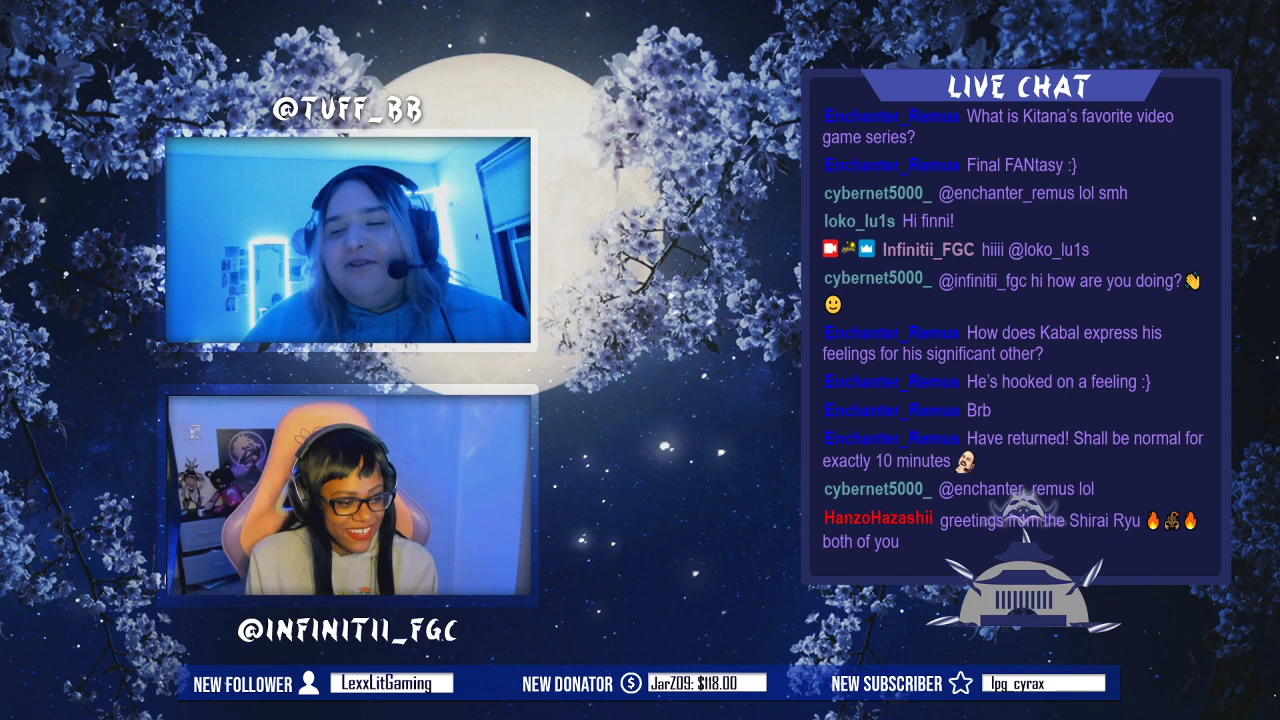 @TUFF_BB
@INFINITII_FGC
LIVE CHAT
Enchanter_Remus What is Kitana's favorite video
game series?
Enchanter_Remus Final FANtasy :}
cybernet5000_ @enchanter_remus lol smh
loko_lu1s Hi finni!
Infinitii_FGC hiiii @loko_lu1s
cybernet5000_ @infinitii_fgc hi how are you doing?👋
🙂
Enchanter_Remus How does Kabal express his
feelings for his significant other?
Enchanter_Remus He's hooked on a feeling :}
Enchanter_Remus Brb
Enchanter_Remus Have returned! Shall be normal for
exactly 10 minutes
cybernet5000_ @enchanter_remus lol
HanzoHazashii greetings from the Shirai Ryu 🔥🔥
both of you
NEW FOLLOWER LexxLitGaming
NEW DONATOR JarZ09: $118.00
NEW SUBSCRIBER lpg_cyrax